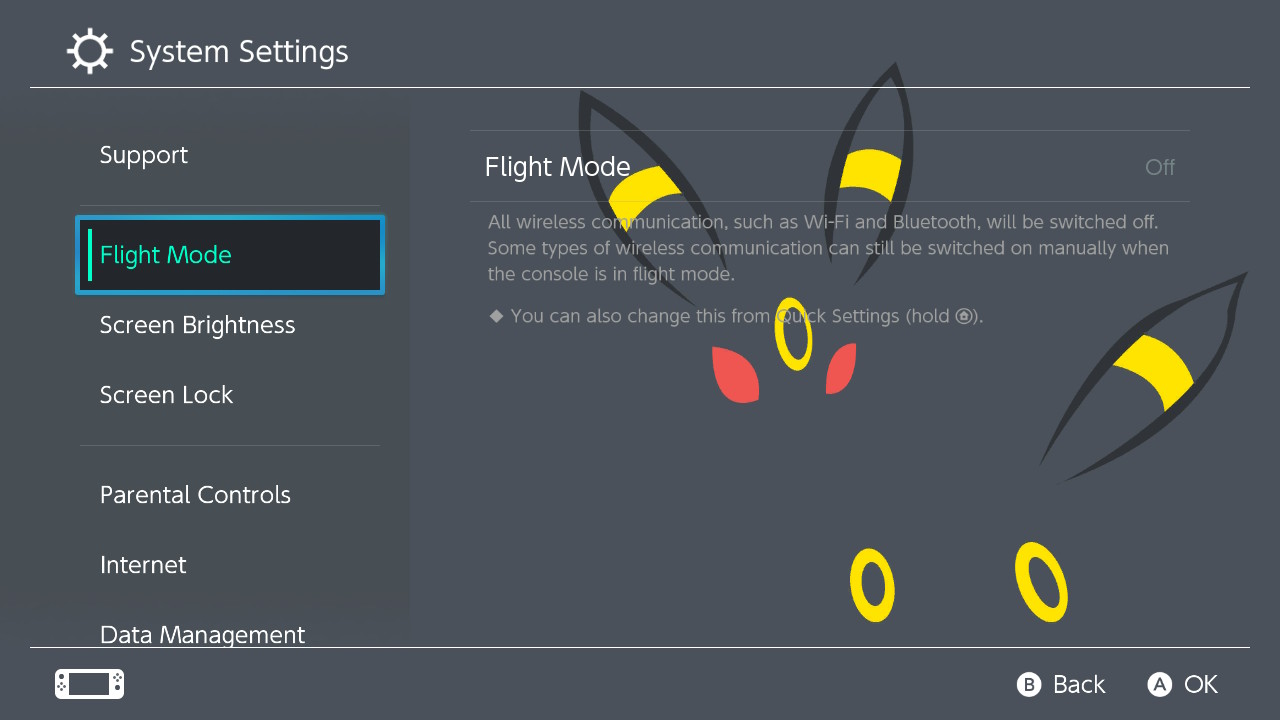 System Settings
Support
Flight Mode
Screen Brightness
Screen Lock
Parental Controls
Internet
Data Management
Flight Mode Off
All wireless communication, such as Wi-Fi and Bluetooth, will be switched off.
Some types of wireless communication can still be switched on manually when
the console is in flight mode.
◆ You can also change this from Quick Settings (hold ).
B Back A OK